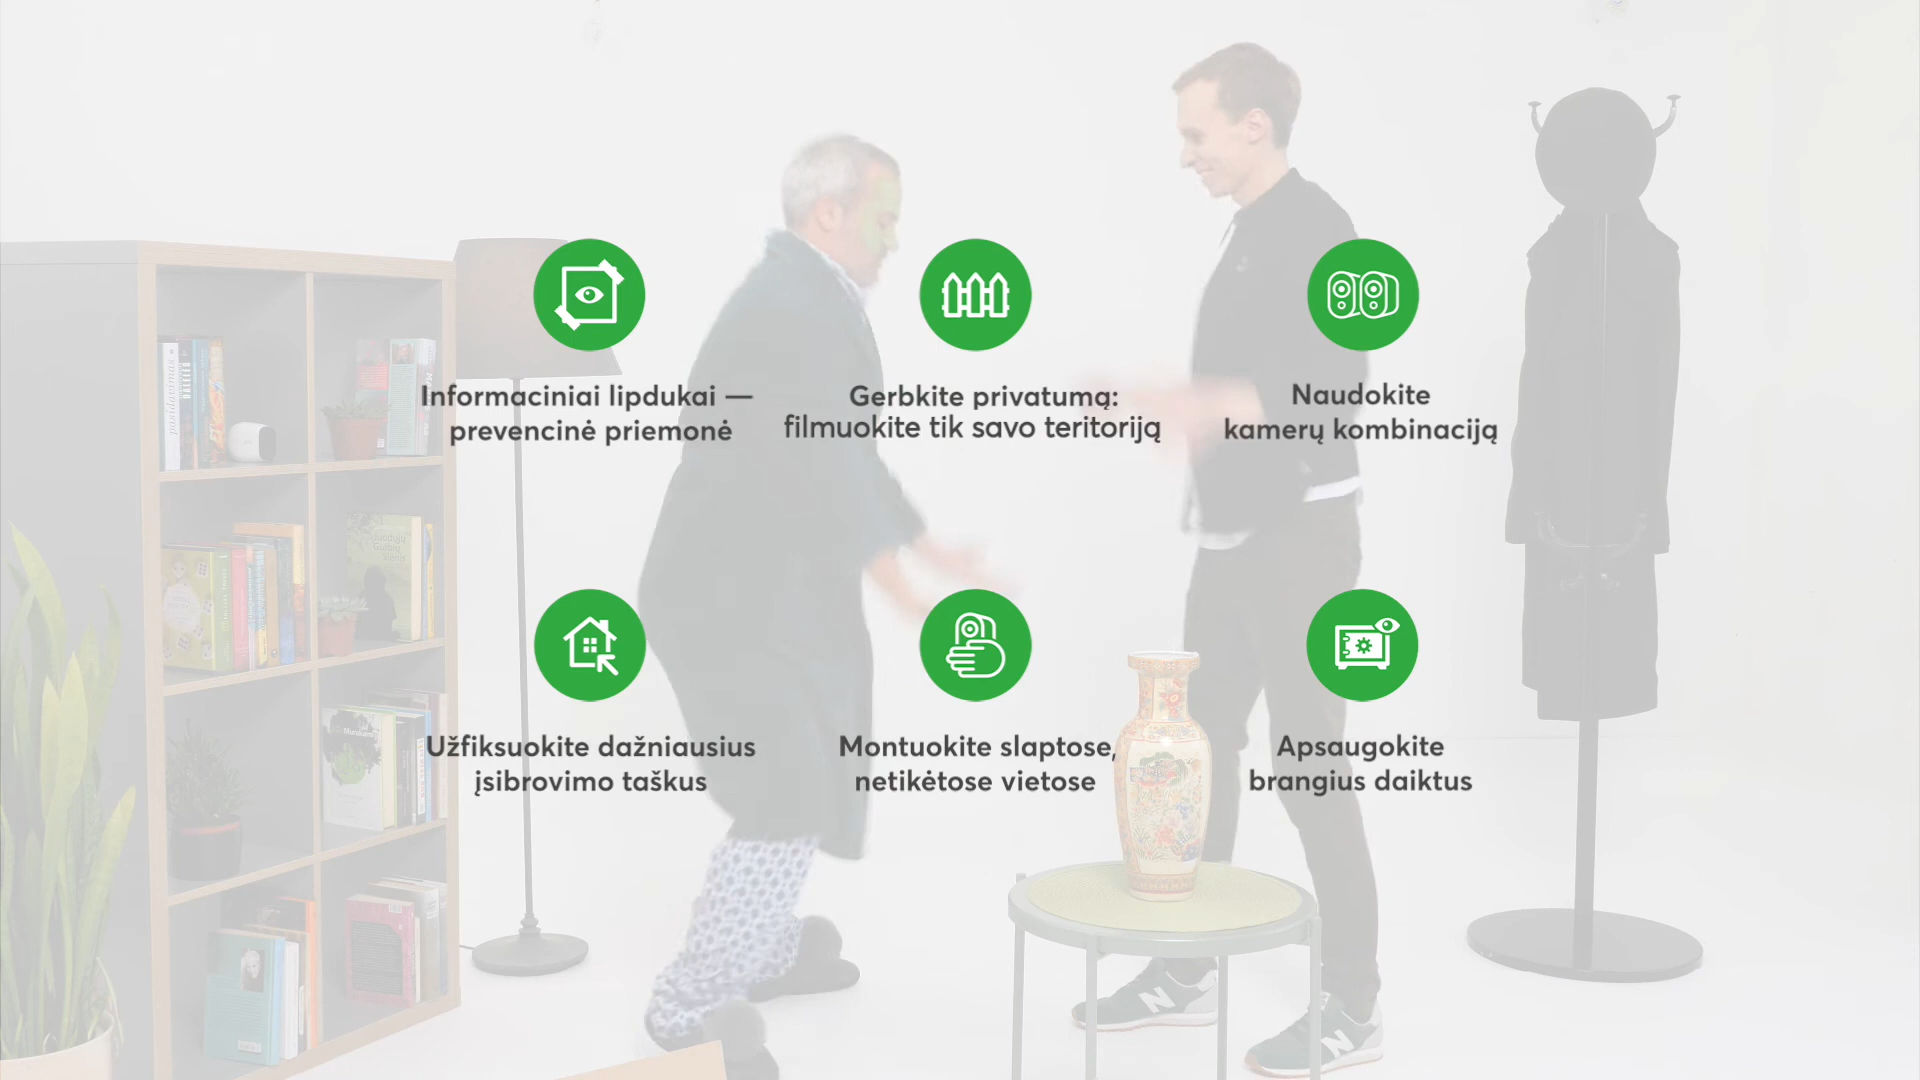 Informaciniai lipdukai —
prevencinė priemonė
Gerbkite privatumą:
filmuokite tik savo teritoriją
Naudokite
kamerų kombinaciją
Užfiksuokite dažniausius
įsibrovimo taškus
Montuokite slaptose,
netikėtose vietose
Apsaugokite
brangius daiktus
Murakami
N
N